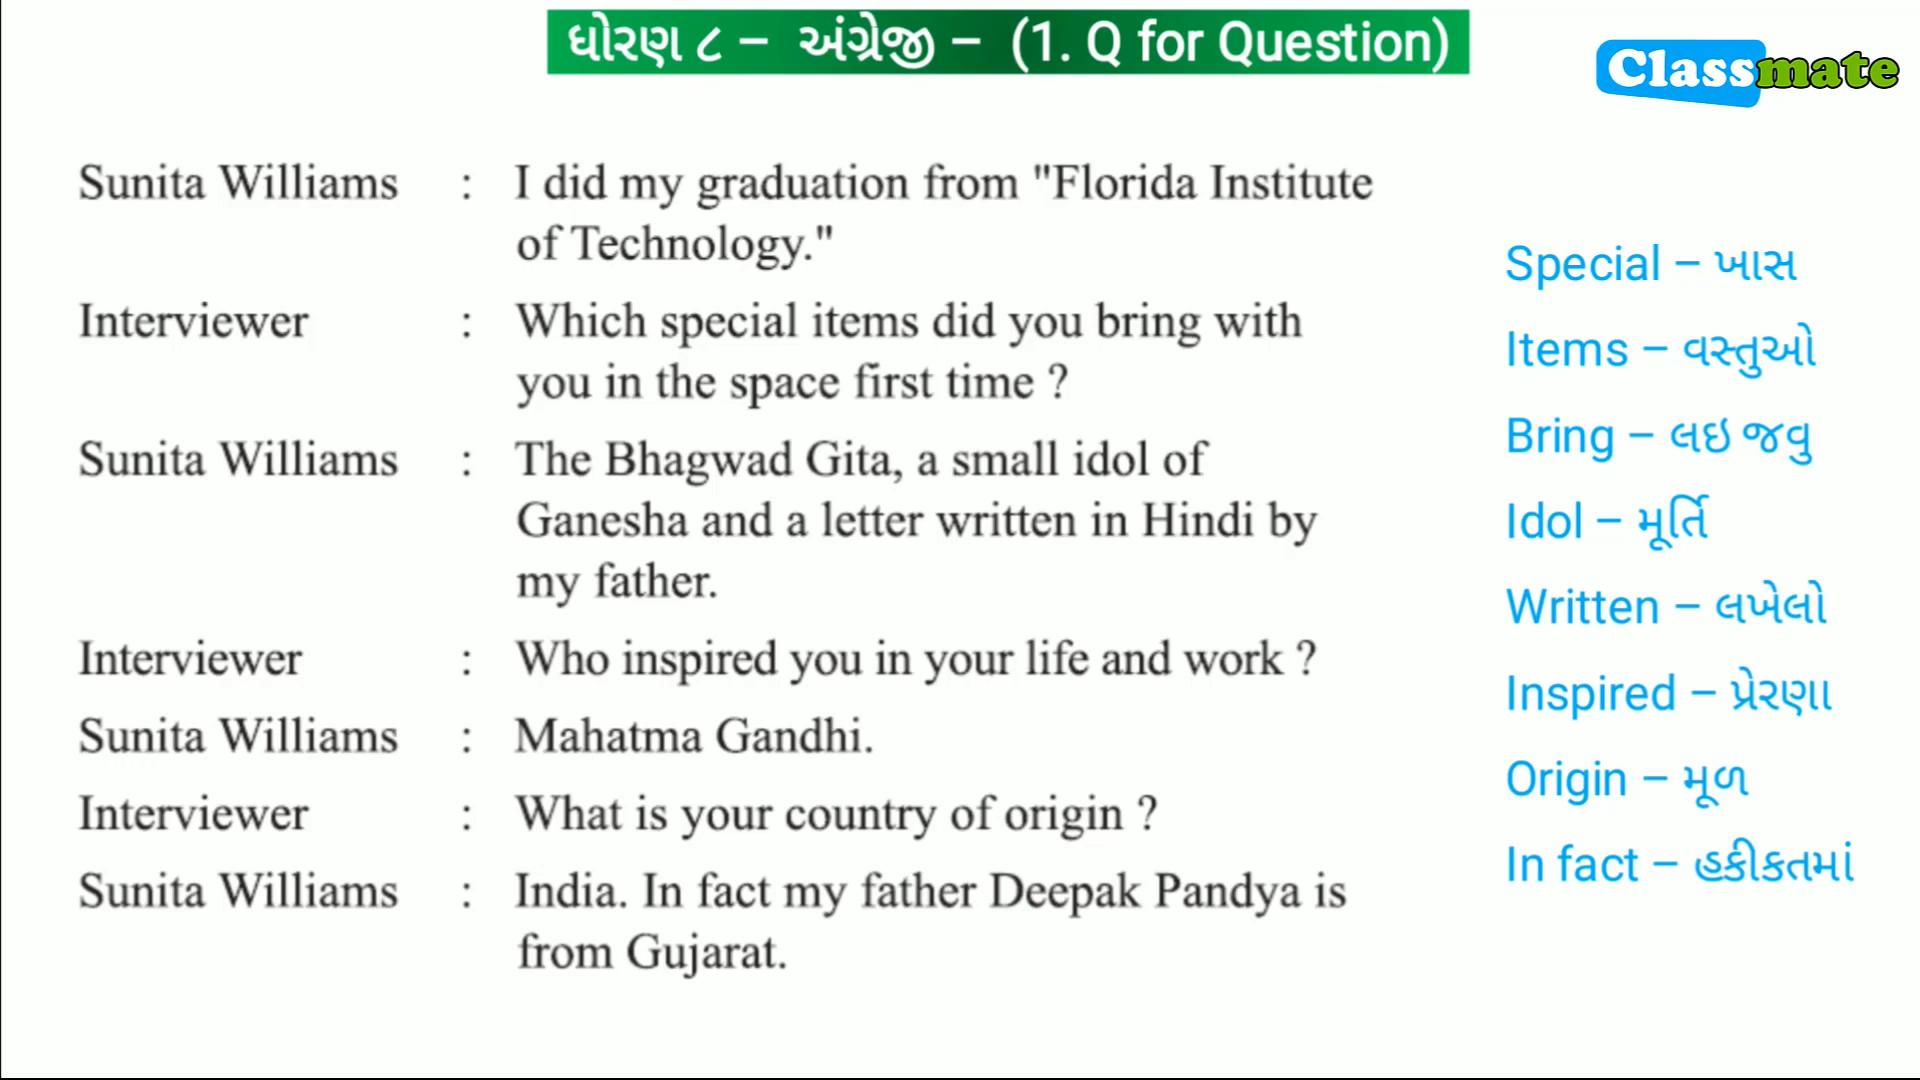 ધોરણ ૮ – અંગ્રેજી – (1. Q for Question)
Classmate
Sunita Williams : I did my graduation from "Florida Institute
of Technology."
Interviewer : Which special items did you bring with
you in the space first time ?
Sunita Williams : The Bhagwad Gita, a small idol of
Ganesha and a letter written in Hindi by
my father.
Interviewer : Who inspired you in your life and work ?
Sunita Williams : Mahatma Gandhi.
Interviewer : What is your country of origin ?
Sunita Williams : India. In fact my father Deepak Pandya is
from Gujarat.
Special – ખાસ
Items – વસ્તુઓ
Bring – લઇ જવુ
Idol – મૂર્તિ
Written – લખેલો
Inspired – પ્રેરણા
Origin – મૂળ
In fact – હકીકતમાં